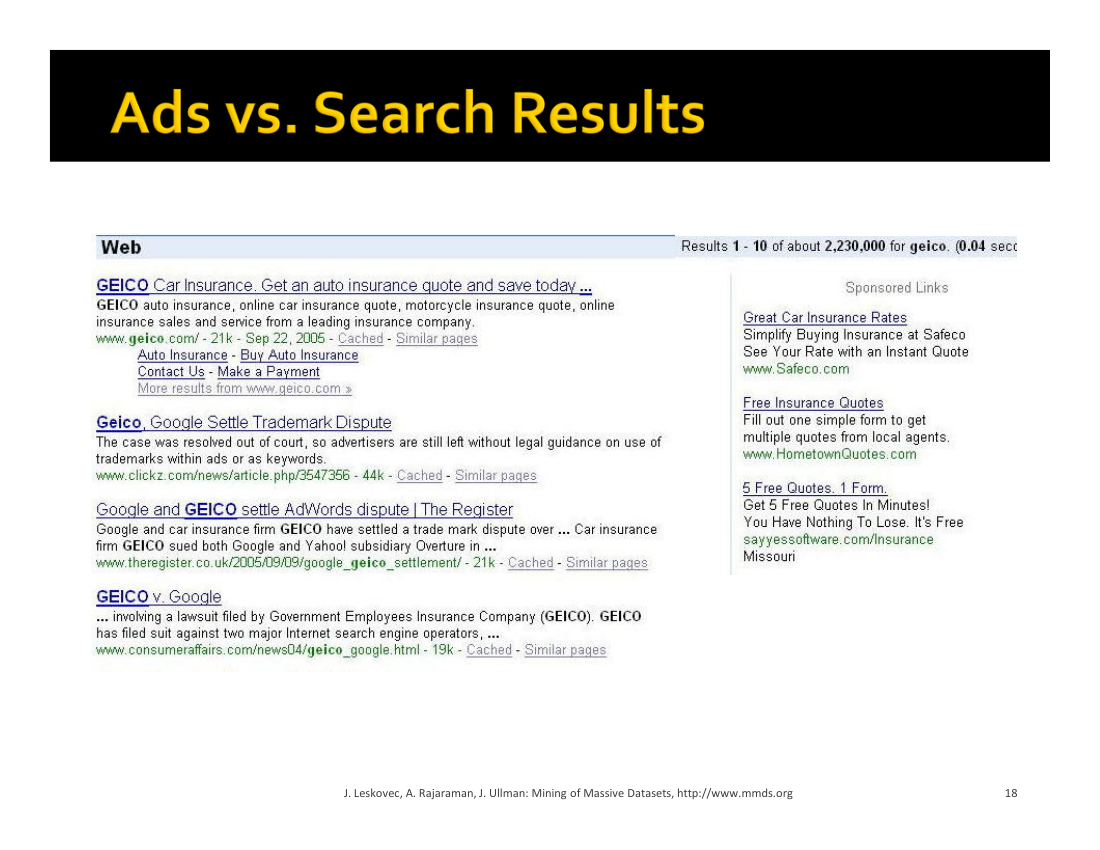 Ads vs. Search Results
Web
Results 1 - 10 of about 2,230,000 for geico. (0.04 secc
GEICO Car Insurance. Get an auto insurance quote and save today ...
GEICO auto insurance, online car insurance quote, motorcycle insurance quote, online
insurance sales and service from a leading insurance company.
www.geico.com/ - 21k - Sep 22, 2005 - Cached - Similar pages
Auto Insurance - Buy Auto Insurance
Contact Us - Make a Payment
More results from www.geico.com »
Geico, Google Settle Trademark Dispute
The case was resolved out of court, so advertisers are still left without legal guidance on use of
trademarks within ads or as keywords.
www.clickz.com/news/article.php/3547356 - 44k - Cached - Similar pages
Google and GEICO settle AdWords dispute | The Register
Google and car insurance firm GEICO have settled a trade mark dispute over ... Car insurance
firm GEICO sued both Google and Yahoo! subsidiary Overture in ...
www.theregister.co.uk/2005/09/09/google_geico_settlement/ - 21k - Cached - Similar pages
GEICO v. Google
... involving a lawsuit filed by Government Employees Insurance Company (GEICO). GEICO
has filed suit against two major Internet search engine operators, ...
www.consumeraffairs.com/news04/geico_google.html - 19k - Cached - Similar pages
Sponsored Links
Great Car Insurance Rates
Simplify Buying Insurance at Safeco
See Your Rate with an Instant Quote
www.Safeco.com
Free Insurance Quotes
Fill out one simple form to get
multiple quotes from local agents.
www.HometownQuotes.com
5 Free Quotes. 1 Form.
Get 5 Free Quotes In Minutes!
You Have Nothing To Lose. It's Free
sayyessoftware.com/Insurance
Missouri
J. Leskovec, A. Rajaraman, J. Ullman: Mining of Massive Datasets, http://www.mmds.org
18